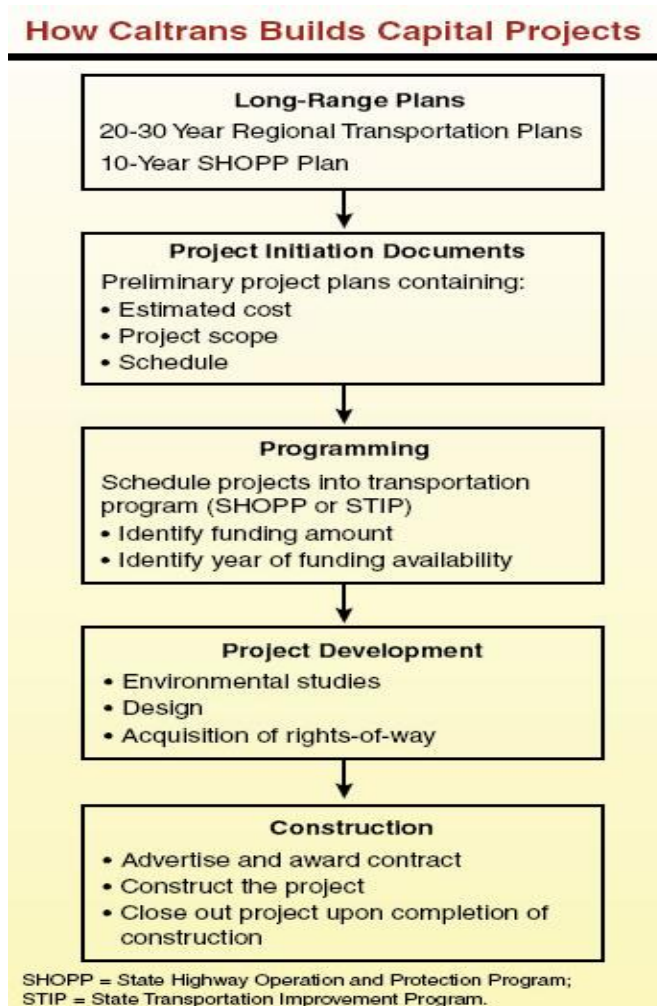 How Caltrans Builds Capital Projects
Long-Range Plans
20-30 Year Regional Transportation Plans
10-Year SHOPP Plan
Project Initiation Documents
Preliminary project plans containing:
• Estimated cost
• Project scope
• Schedule
Programming
Schedule projects into transportation
program (SHOPP or STIP)
• Identify funding amount
• Identify year of funding availability
Project Development
• Environmental studies
• Design
• Acquisition of rights-of-way
Construction
• Advertise and award contract
• Construct the project
• Close out project upon completion of
construction
SHOPP = State Highway Operation and Protection Program;
STIP = State Transportation Improvement Program.